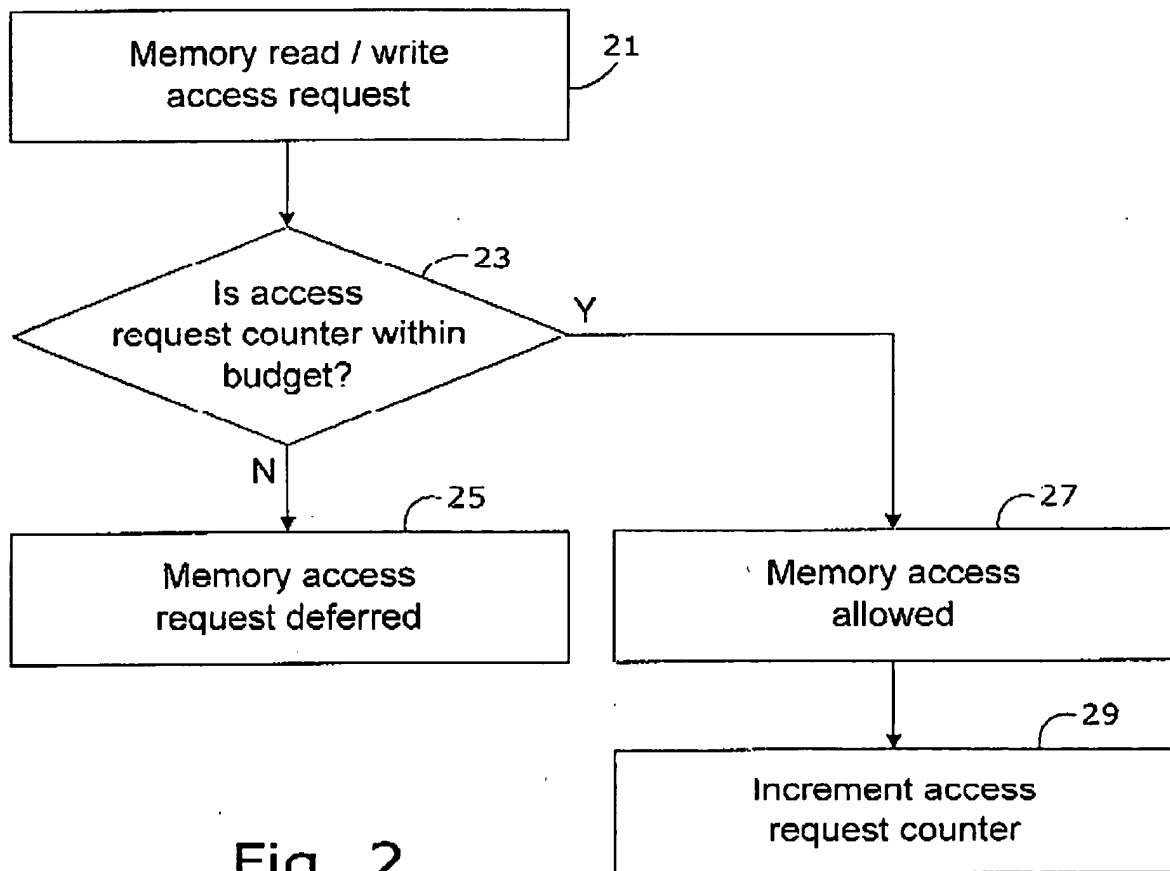 Memory read / write
access request
21
23
Is access
request counter within
budget?
Y
N
25
27
Memory access
request deferred
Memory access
allowed
29
Increment access
request counter
Fig. 2